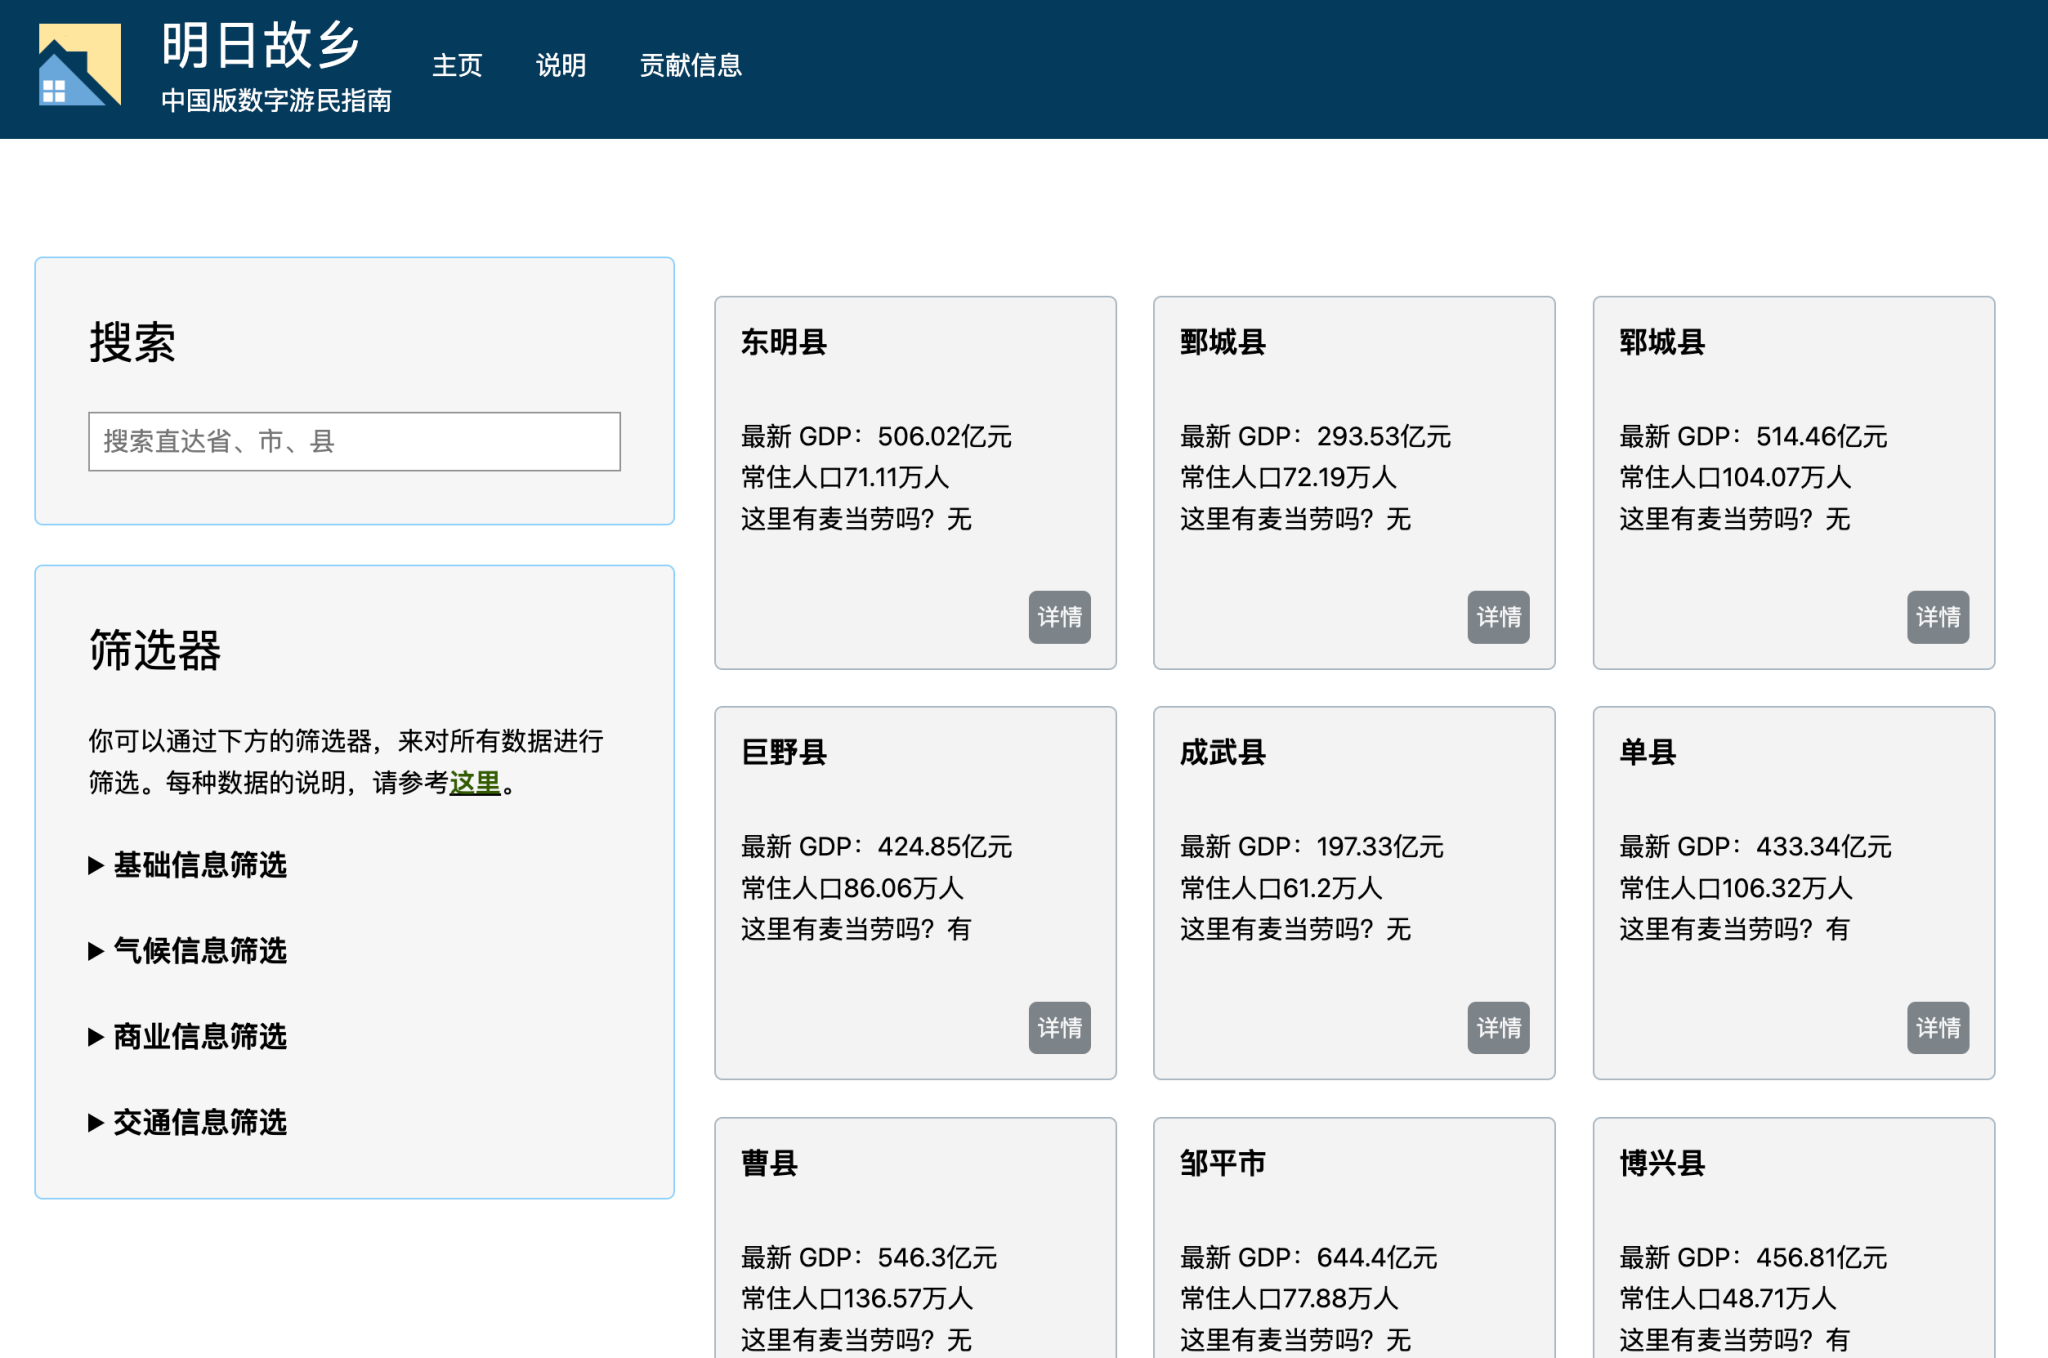 明日故乡
中国版数字游民指南
主页
说明
贡献信息
搜索
搜索直达省、市、县
筛选器
你可以通过下方的筛选器，来对所有数据进行
筛选。每种数据的说明，请参考这里。
▶ 基础信息筛选
▶ 气候信息筛选
▶ 商业信息筛选
▶ 交通信息筛选
东明县
最新 GDP：506.02亿元
常住人口71.11万人
这里有麦当劳吗？无
详情
鄄城县
最新 GDP：293.53亿元
常住人口72.19万人
这里有麦当劳吗？无
详情
郓城县
最新 GDP：514.46亿元
常住人口104.07万人
这里有麦当劳吗？无
详情
巨野县
最新 GDP：424.85亿元
常住人口86.06万人
这里有麦当劳吗？有
详情
成武县
最新 GDP：197.33亿元
常住人口61.2万人
这里有麦当劳吗？无
详情
单县
最新 GDP：433.34亿元
常住人口106.32万人
这里有麦当劳吗？有
详情
曹县
最新 GDP：546.3亿元
常住人口136.57万人
这里有麦当劳吗？无
邹平市
最新 GDP：644.4亿元
常住人口77.88万人
这里有麦当劳吗？无
博兴县
最新 GDP：456.81亿元
常住人口48.71万人
这里有麦当劳吗？有